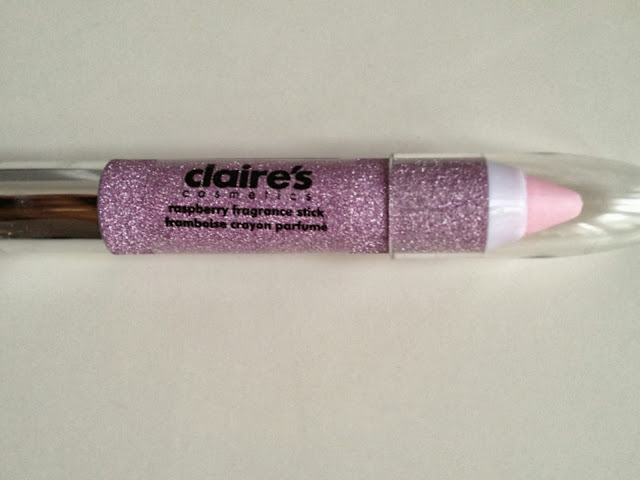 claire's
cosmetics
raspberry fragrance stick
framboise crayon parfumé